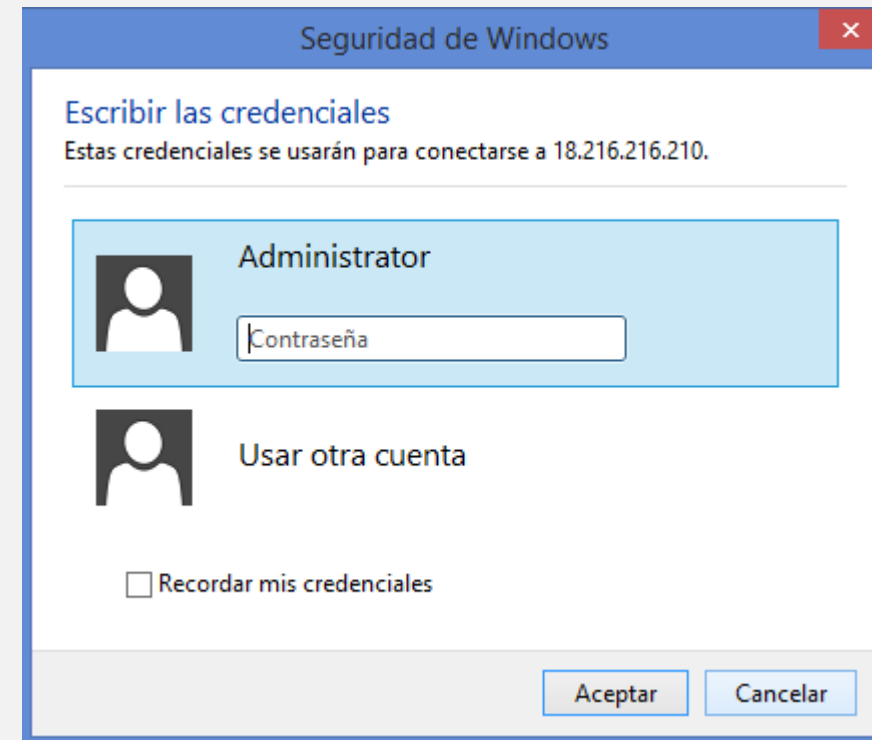 Seguridad de Windows
Escribir las credenciales
Estas credenciales se usarán para conectarse a 18.216.216.210.
Administrator
Contraseña
Usar otra cuenta
Recordar mis credenciales
Aceptar
Cancelar